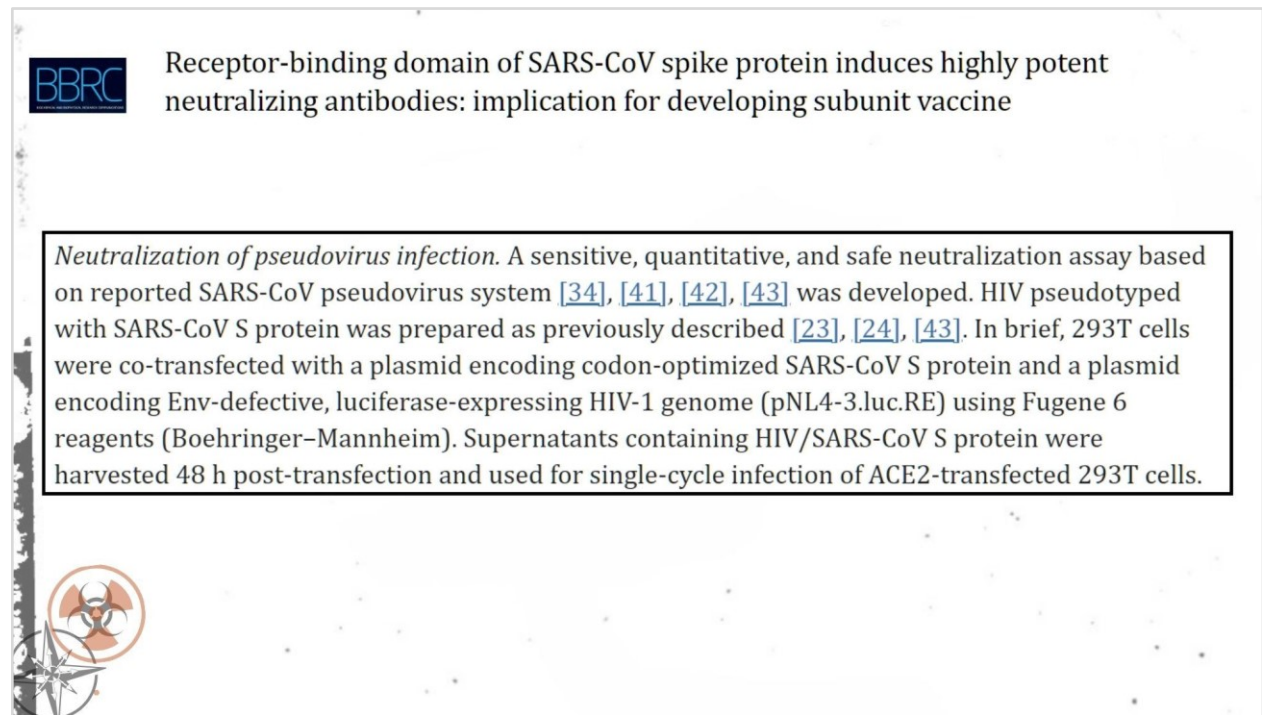 BBRC
Receptor-binding domain of SARS-CoV spike protein induces highly potent
neutralizing antibodies: implication for developing subunit vaccine
Neutralization of pseudovirus infection. A sensitive, quantitative, and safe neutralization assay based
on reported SARS-CoV pseudovirus system [34], [41], [42], [43] was developed. HIV pseudotyped
with SARS-CoV S protein was prepared as previously described [23], [24], [43]. In brief, 293T cells
were co-transfected with a plasmid encoding codon-optimized SARS-CoV S protein and a plasmid
encoding Env-defective, luciferase-expressing HIV-1 genome (pNL4-3.luc.RE) using Fugene 6
reagents (Boehringer–Mannheim). Supernatants containing HIV/SARS-CoV S protein were
harvested 48 h post-transfection and used for single-cycle infection of ACE2-transfected 293T cells.